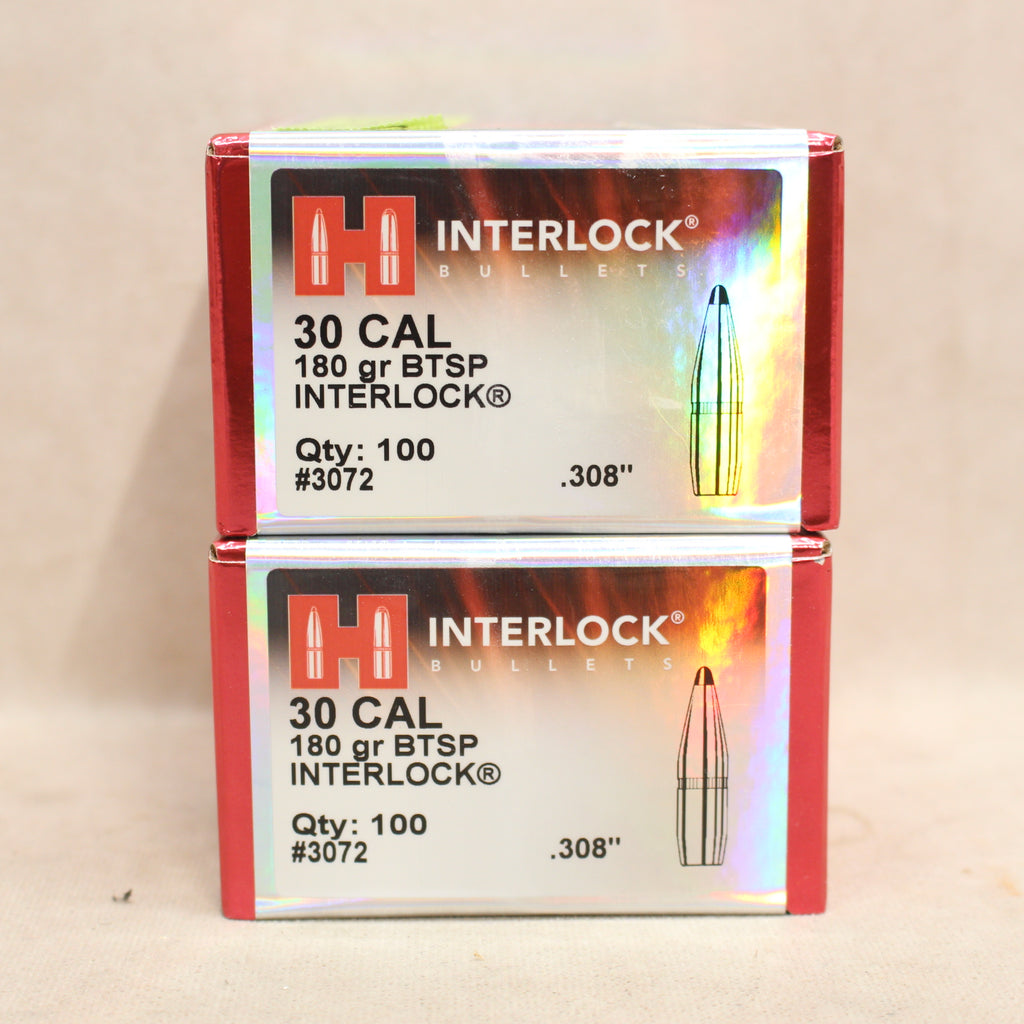 INTERLOCK®
BULLETS
30 CAL
180 gr BTSP
INTERLOCK®
Qty: 100
#3072 .308"
INTERLOCK®
BULLETS
30 CAL
180 gr BTSP
INTERLOCK®
Qty: 100
#3072 .308"